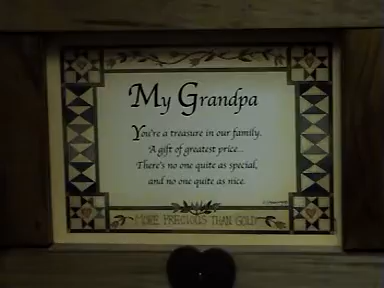 My Grandpa
You're a treasure in our family.
A gift of greatest price...
There's no one quite as special,
and no one quite as nice.
MORE PRECIOUS THAN GOLD